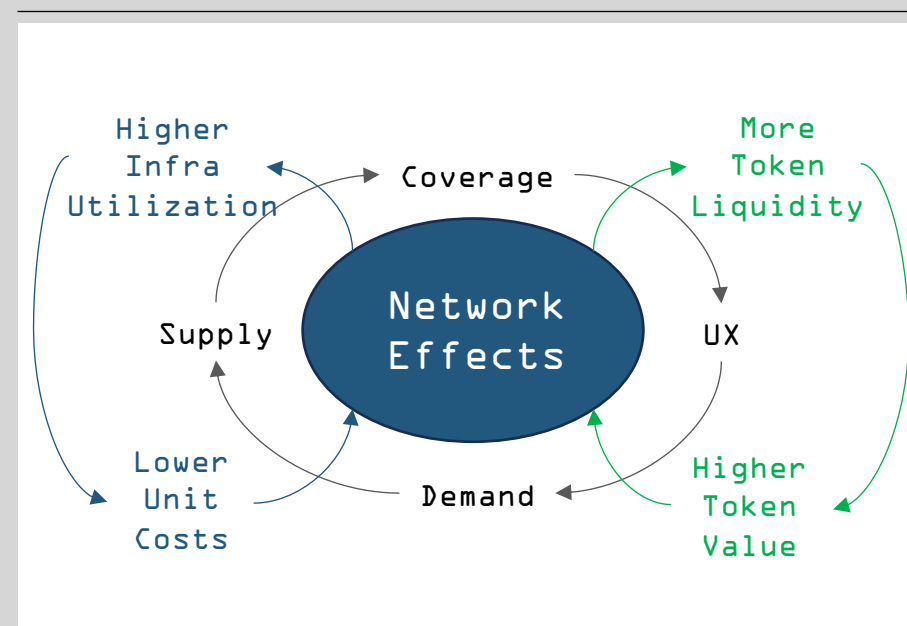 Higher
Infra
Utilization
Coverage
More
Token
Liquidity
Supply
Network
Effects
UX
Lower
Unit
Costs
Demand
Higher
Token
Value